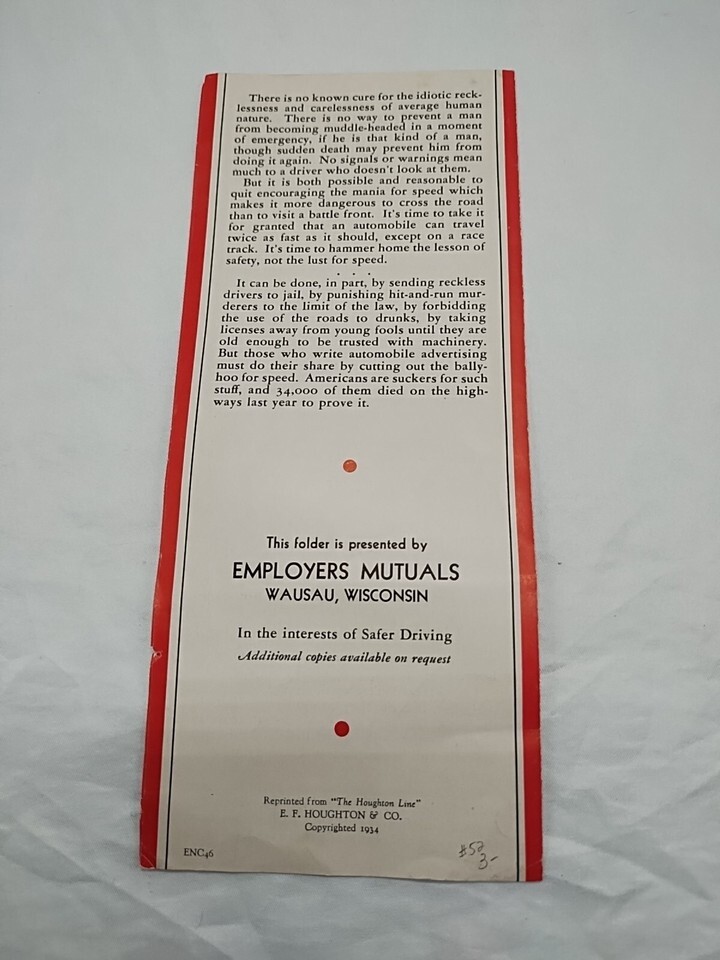 There is no known cure for the idiotic reck-
lessness and carelessness of average human
nature. There is no way to prevent a man
from becoming muddle-headed in a moment
of emergency, if he is that kind of a man,
though sudden death may prevent him from
doing it again. No signals or warnings mean
much to a driver who doesn't look at them.
But it is both possible and reasonable to
quit encouraging the mania for speed which
makes it more dangerous to cross the road
than to visit a battle front. It's time to take it
for granted that an automobile can travel
twice as fast as it should, except on a race
track. It's time to hammer home the lesson of
safety, not the lust for speed.
. . .
It can be done, in part, by sending reckless
drivers to jail, by punishing hit-and-run mur-
derers to the limit of the law, by forbidding
the use of the roads to drunks, by taking
licenses away from young fools until they are
old enough to be trusted with machinery.
But those who write automobile advertising
must do their share by cutting out the bally-
hoo for speed. Americans are suckers for such
stuff, and 34,000 of them died on the high-
ways last year to prove it.
This folder is presented by
EMPLOYERS MUTUALS
WAUSAU, WISCONSIN
In the interests of Safer Driving
Additional copies available on request
Reprinted from "The Houghton Line"
E. F. HOUGHTON & CO.
Copyrighted 1934
ENC46
3-